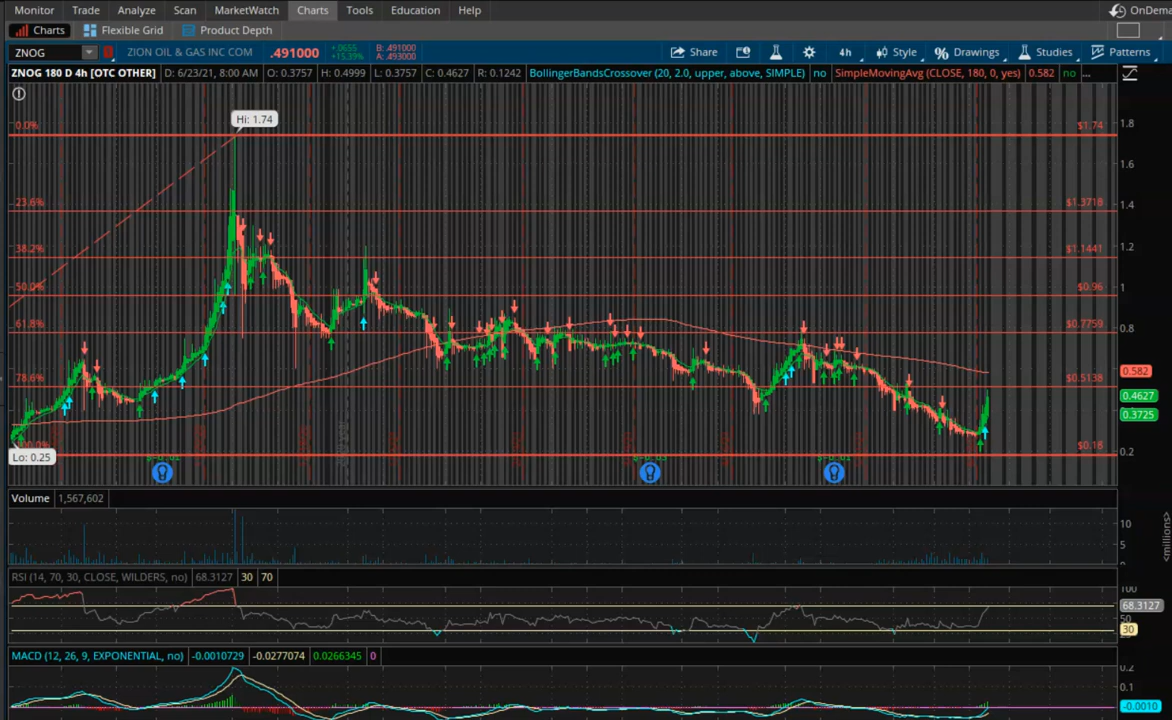 Monitor Trade Analyze Scan MarketWatch Charts Tools Education Help OnDema
Charts Flexible Grid Product Depth
ZNOG ZION OIL & GAS INC COM .491000 +.0655 +15.39% B: .491000 A: .493000 Share 4h Style Drawings Studies Patterns
ZNOG 180 D 4h [OTC OTHER] D: 6/23/21, 8:00 AM O: 0.3757 H: 0.4999 L: 0.3757 C: 0.4627 R: 0.1242 BollingerBandsCrossover (20, 2.0, upper, above, SIMPLE) no SimpleMovingAvg (CLOSE, 180, 0, yes) 0.582 no ...
Hi: 1.74
0.0% $1.74 1.8
1.6
23.6% $1.3718 1.4
38.2% $1.1441 1.2
50.0% $0.96 1
61.8% $0.7759 0.8
0.582
78.6% $0.5138
0.4627
0.3725
$0.16 0.2
Lo: 0.25
Volume 1,567,602
10
5
<millions>
RSI (14, 70, 30, CLOSE, WILDERS, no) 68.3127 30 70
100
68.3127
50
30
MACD (12, 26, 9, EXPONENTIAL, no) -0.0010729 -0.0277074 0.0266345 0
0.2
0.1
-0.0010